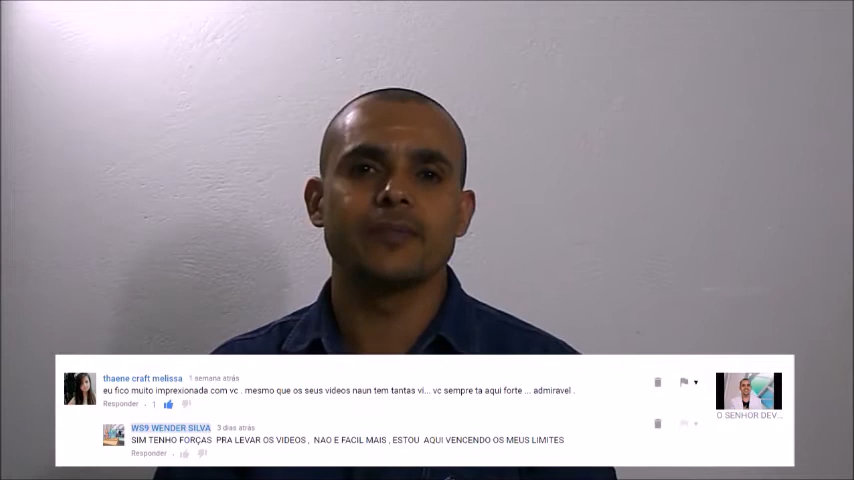 thaene craft melissa 1 semana atrás
eu fico muito imprexionada com vc . mesmo que os seus videos naun tem tantas vi... vc sempre ta aqui forte ... admiravel .
Responder · 1
O SENHOR DEV...
WS9 WENDER SILVA 3 dias atrás
SIM TENHO FORÇAS PRA LEVAR OS VIDEOS , NAO E FACIL MAIS , ESTOU AQUI VENCENDO OS MEUS LIMITES
Responder ·